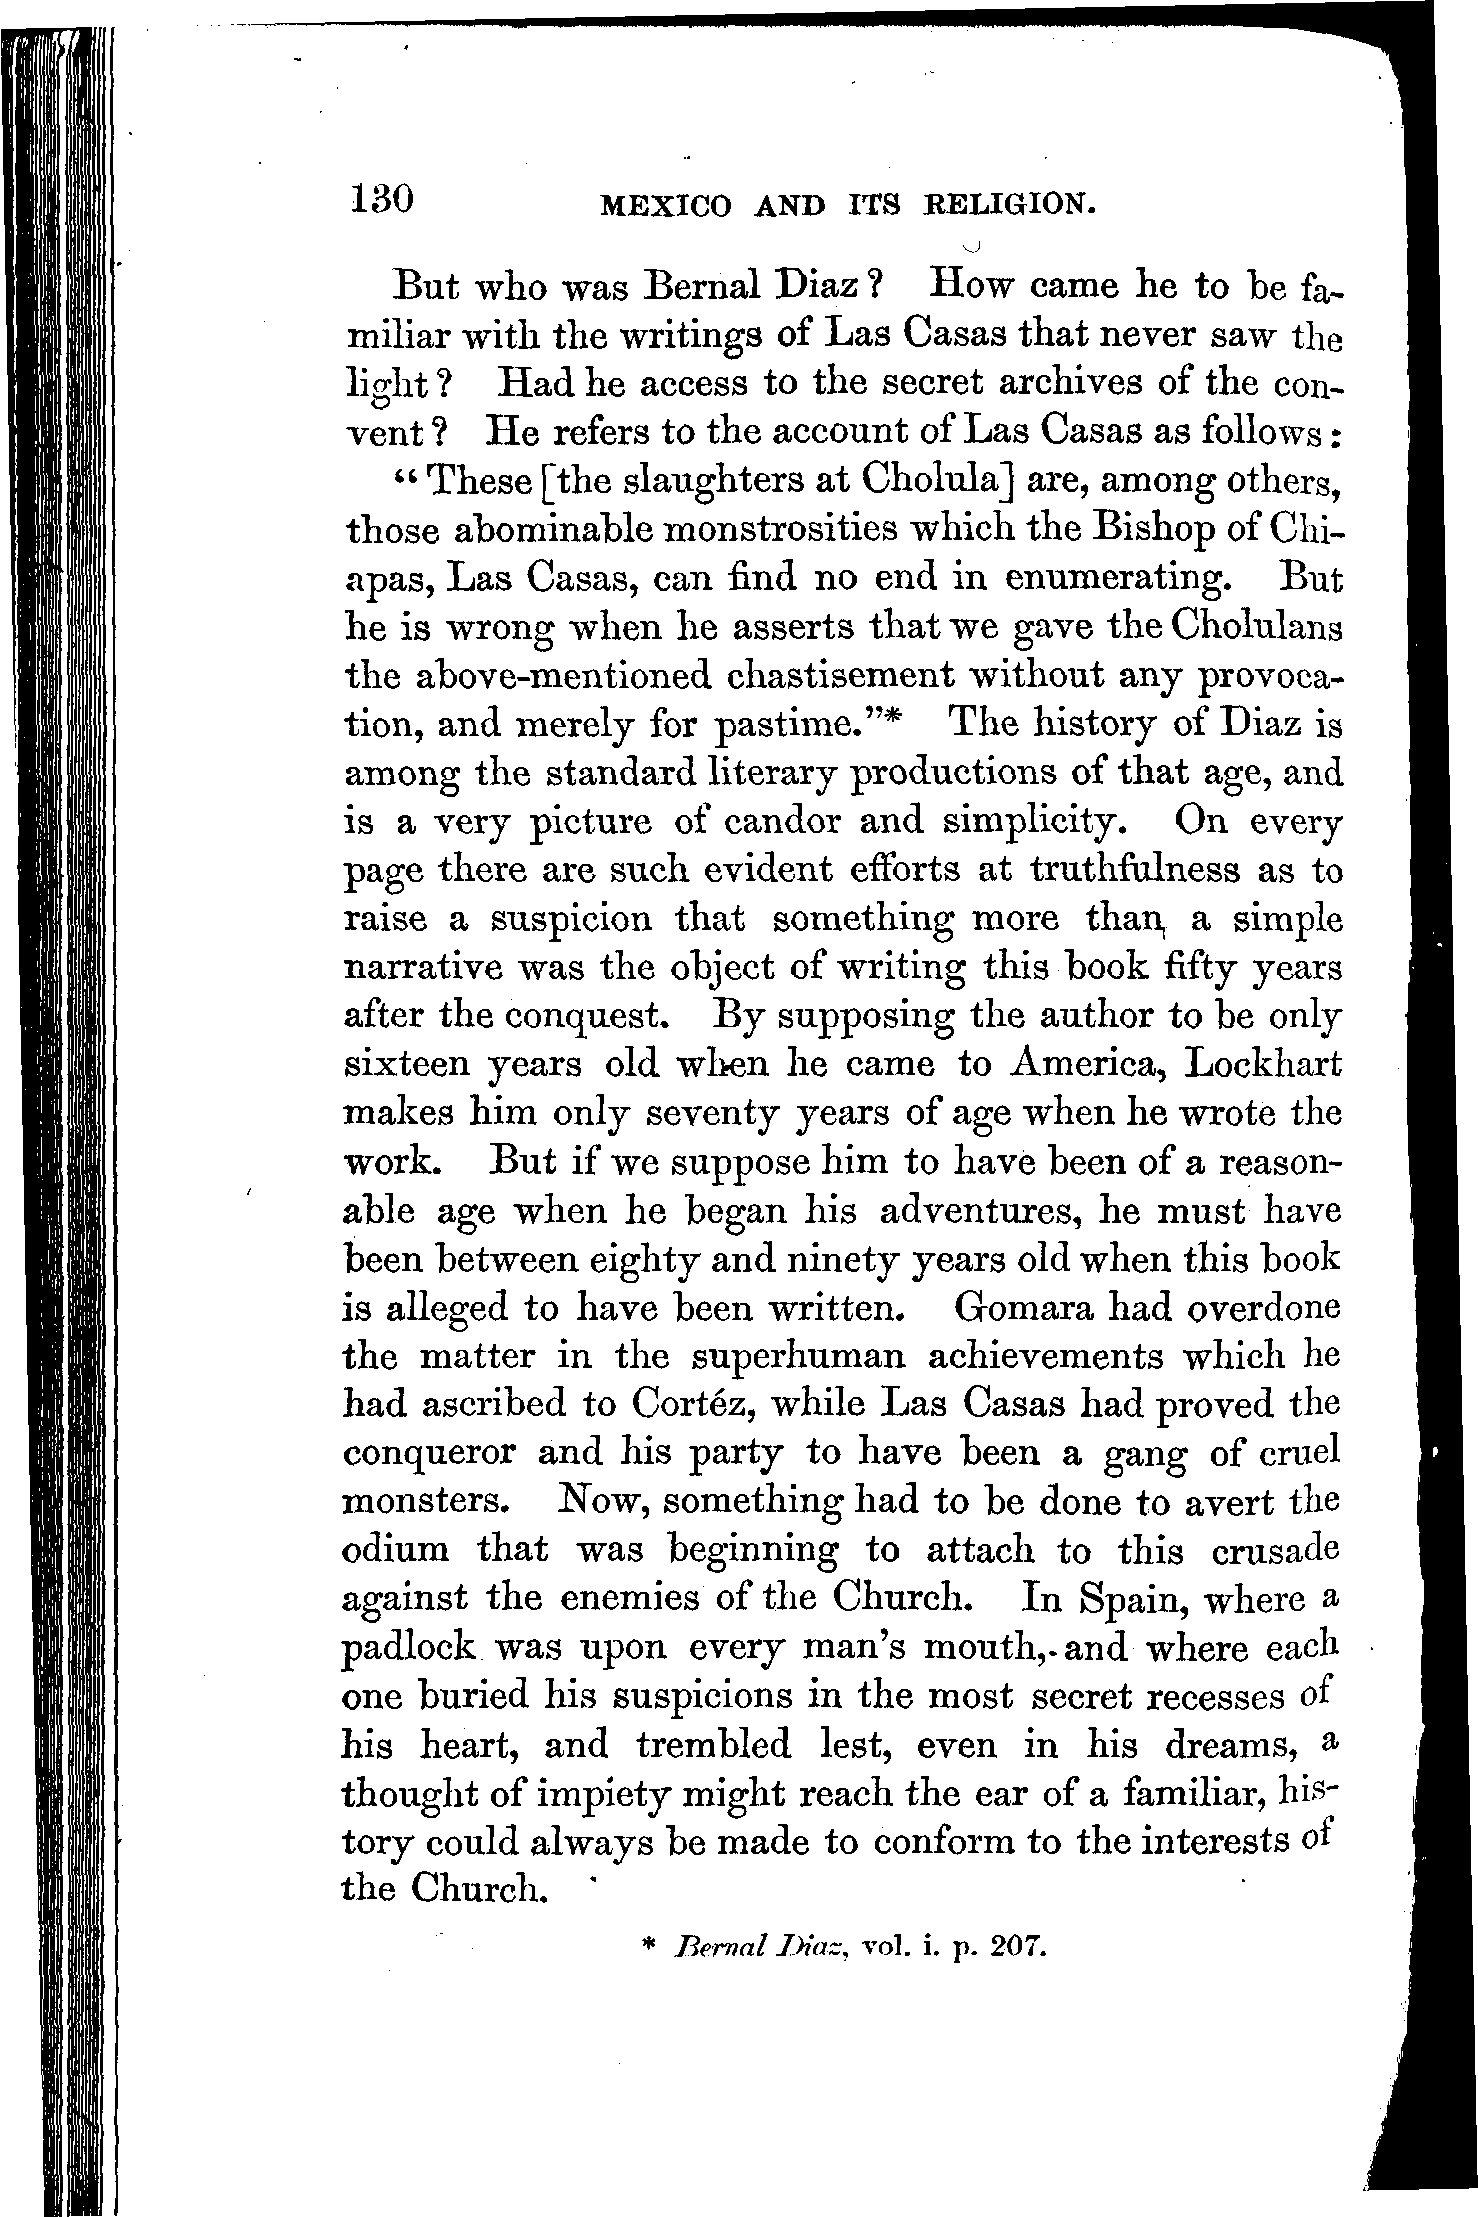 130 MEXICO AND ITS RELIGION.
But who was Bernal Diaz? How came he to be fa-
miliar with the writings of Las Casas that never saw the
light? Had he access to the secret archives of the con-
vent? He refers to the account of Las Casas as follows:
“These [the slaughters at Cholula] are, among others,
those abominable monstrosities which the Bishop of Chi-
apas, Las Casas, can find no end in enumerating. But
he is wrong when he asserts that we gave the Cholulans
the above-mentioned chastisement without any provoca-
tion, and merely for pastime.”* The history of Diaz is
among the standard literary productions of that age, and
is a very picture of candor and simplicity. On every
page there are such evident efforts at truthfulness as to
raise a suspicion that something more than a simple
narrative was the object of writing this book fifty years
after the conquest. By supposing the author to be only
sixteen years old when he came to America, Lockhart
makes him only seventy years of age when he wrote the
work. But if we suppose him to have been of a reason-
able age when he began his adventures, he must have
been between eighty and ninety years old when this book
is alleged to have been written. Gomara had overdone
the matter in the superhuman achievements which he
had ascribed to Cortéz, while Las Casas had proved the
conqueror and his party to have been a gang of cruel
monsters. Now, something had to be done to avert the
odium that was beginning to attach to this crusade
against the enemies of the Church. In Spain, where a
padlock was upon every man’s mouth, and where each
one buried his suspicions in the most secret recesses of
his heart, and trembled lest, even in his dreams, a
thought of impiety might reach the ear of a familiar, his-
tory could always be made to conform to the interests of
the Church.
* Bernal Diaz, vol. i. p. 207.